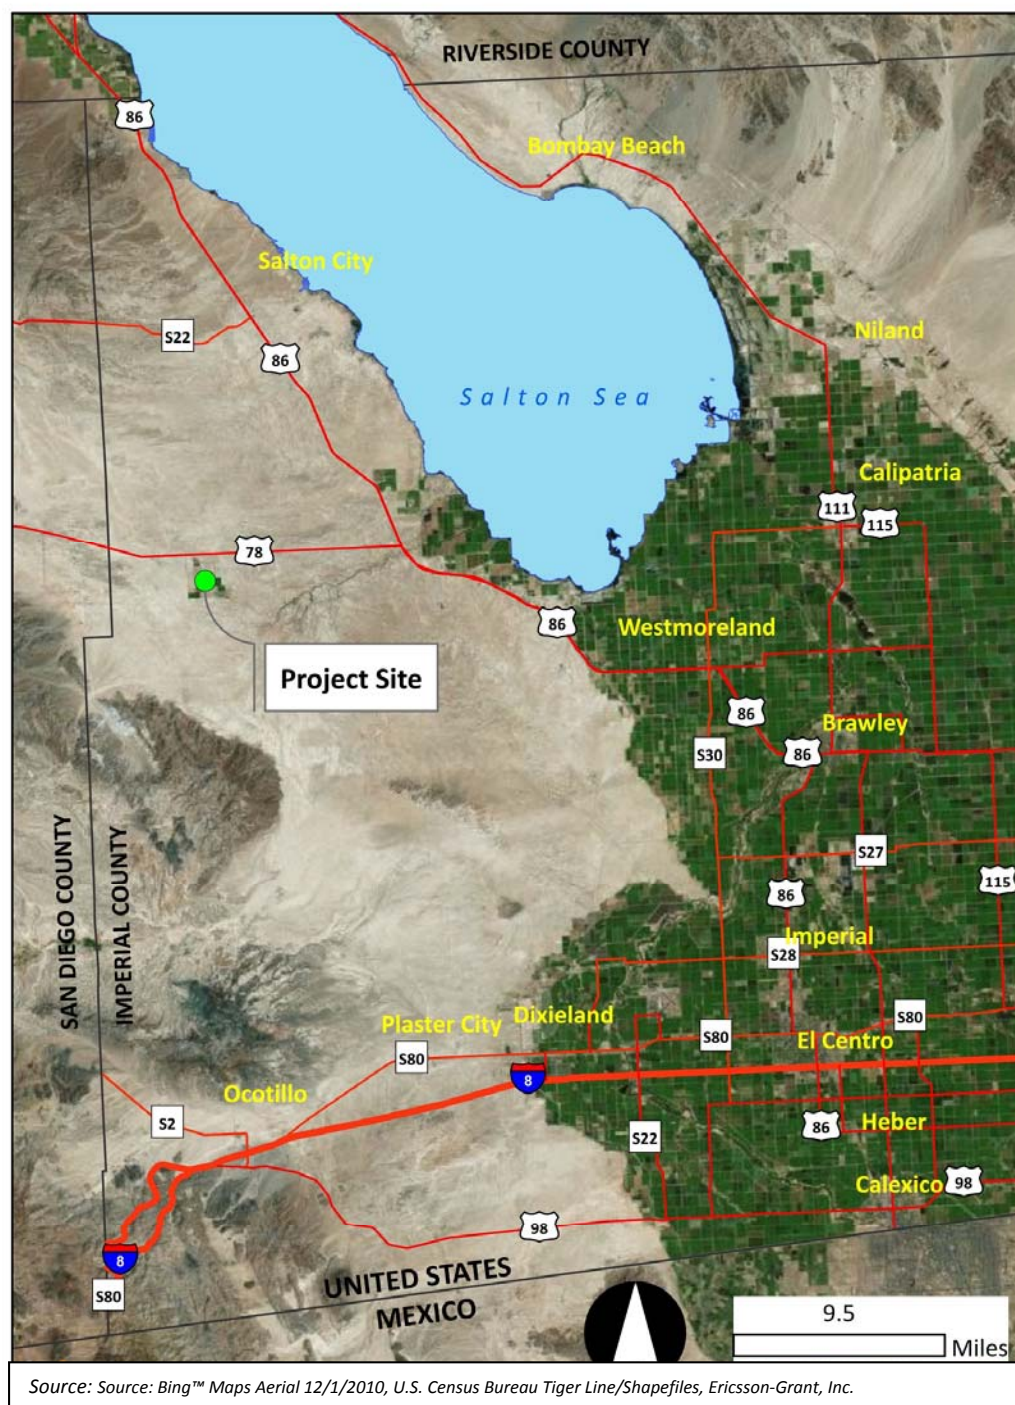 RIVERSIDE COUNTY
86
Bombay Beach
Salton City
S22
86
Niland
Salton Sea
Calipatria
111
115
78
86
Westmoreland
Project Site
86
Brawley
S30
86
S27
86
115
SAN DIEGO COUNTY
IMPERIAL COUNTY
Imperial
S28
Dixieland
Plaster City
S80
S80
S80
El Centro
8
Ocotillo
S2
86
Heber
S22
Calexico
98
98
8
S80
UNITED STATES
MEXICO
9.5
Miles
Source: Source: Bing™ Maps Aerial 12/1/2010, U.S. Census Bureau Tiger Line/Shapefiles, Ericsson-Grant, Inc.